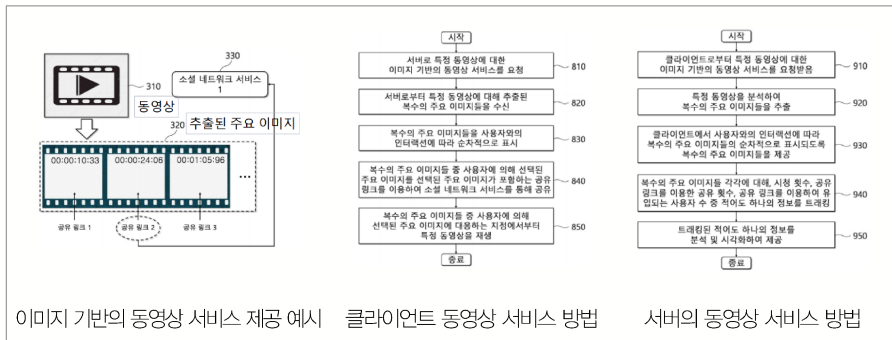 330
310
소셜 네트워크 서비스
1
동영상
320
추출된 주요 이미지
00:00:10:33
00:00:24:06
00:01:05:96
...
공유 링크 1
공유 링크 2
공유 링크 3
이미지 기반의 동영상 서비스 제공 예시
시작
서버로 특정 동영상에 대한
이미지 기반의 동영상 서비스를 요청
810
서버로부터 특정 동영상에 대해 추출된
복수의 주요 이미지들을 수신
820
복수의 주요 이미지들을 사용자와의
인터랙션에 따라 순차적으로 표시
830
복수의 주요 이미지들 중 사용자에 의해 선택된
주요 이미지를 선택된 주요 이미지가 포함하는 공유
링크를 이용하여 소셜 네트워크 서비스를 통해 공유
840
복수의 주요 이미지들 중 사용자에 의해
선택된 주요 이미지에 대응하는 지점에서부터
특정 동영상을 재생
850
종료
클라이언트 동영상 서비스 방법
시작
클라이언트로부터 특정 동영상에 대한
이미지 기반의 동영상 서비스를 요청받음
910
특정 동영상을 분석하여
복수의 주요 이미지들을 추출
920
클라이언트에서 사용자와의 인터랙션에 따라
복수의 주요 이미지들의 순차적으로 표시되도록
복수의 주요 이미지들을 제공
930
복수의 주요 이미지들 각각에 대해, 시청 횟수, 공유
링크를 이용한 공유 횟수, 공유 링크를 이용하여 유
입되는 사용자 수 중 적어도 하나의 정보를 트래킹
940
트래킹된 적어도 하나의 정보를
분석 및 시각화하여 제공
950
종료
서버의 동영상 서비스 방법